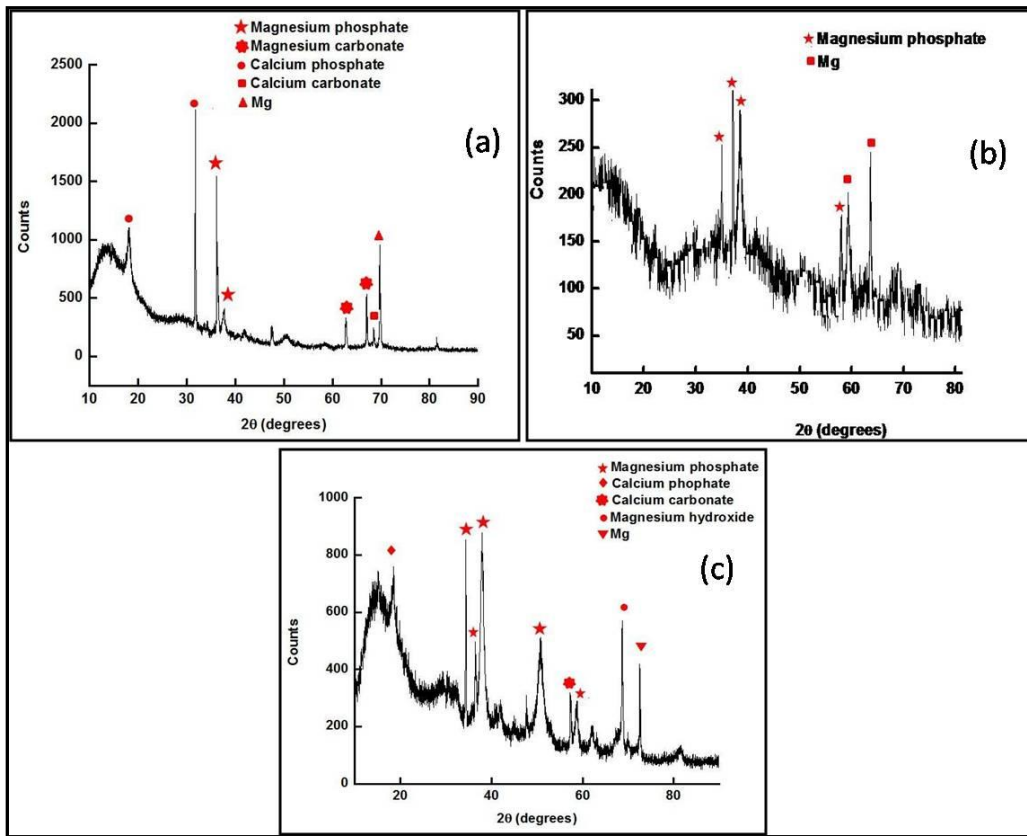 Magnesium phosphate
Magnesium carbonate
Calcium phosphate
Calcium carbonate
Mg
(a)
2500
2000
1500
1000
500
0
Counts
10 20 30 40 50 60 70 80 90
2θ (degrees)
Magnesium phosphate
Mg
(b)
300
250
200
150
100
50
Counts
10 20 30 40 50 60 70 80
2θ (degrees)
Magnesium phosphate
Calcium phophate
Calcium carbonate
Magnesium hydroxide
Mg
(c)
1000
800
600
400
200
0
Counts
20 40 60 80
2θ (degrees)